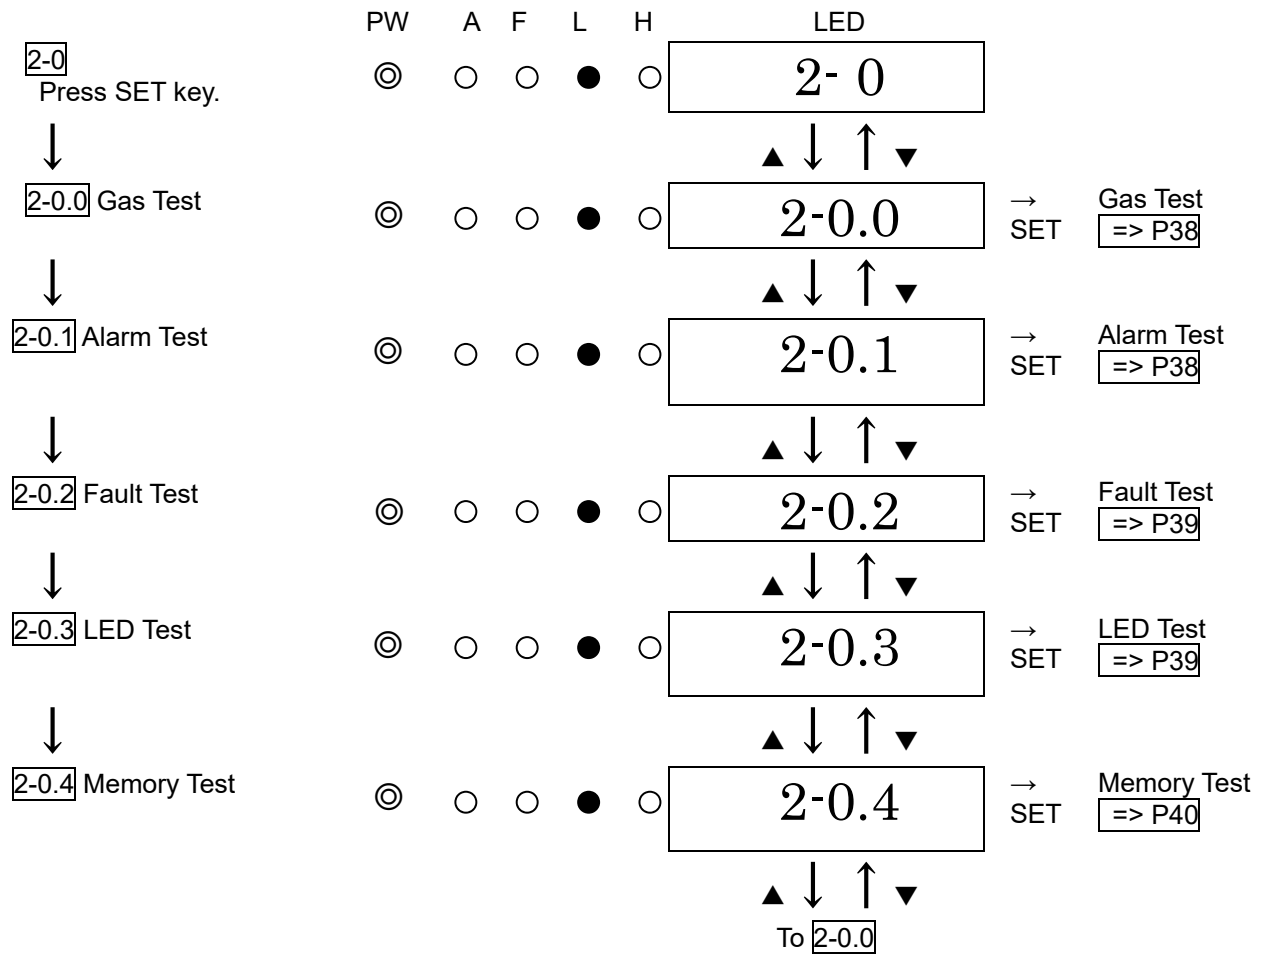 PW A F L H LED
2-0
Press SET key.
◎ ○ ○ ● ○ 2- 0
↓
▲ ↓ ↑ ▼
2-0.0 Gas Test
◎ ○ ○ ● ○ 2-0.0
→
SET
Gas Test
=> P38
↓
▲ ↓ ↑ ▼
2-0.1 Alarm Test
◎ ○ ○ ● ○ 2-0.1
→
SET
Alarm Test
=> P38
↓
▲ ↓ ↑ ▼
2-0.2 Fault Test
◎ ○ ○ ● ○ 2-0.2
→
SET
Fault Test
=> P39
↓
▲ ↓ ↑ ▼
2-0.3 LED Test
◎ ○ ○ ● ○ 2-0.3
→
SET
LED Test
=> P39
↓
▲ ↓ ↑ ▼
2-0.4 Memory Test
◎ ○ ○ ● ○ 2-0.4
→
SET
Memory Test
=> P40
▲ ↓ ↑ ▼
To 2-0.0